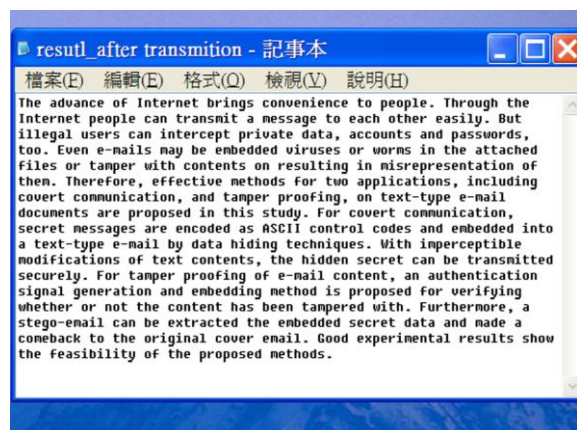 resutl_after transmition - 記事本
檔案(F) 編輯(E) 格式(O) 檢視(V) 說明(H)
The advance of Internet brings convenience to people. Through the
Internet people can transmit a message to each other easily. But
illegal users can intercept private data, accounts and passwords,
too. Even e-mails may be embedded viruses or worms in the attached
files or tamper with contents on resulting in misrepresentation of
them. Therefore, effective methods for two applications, including
covert communication, and tamper proofing, on text-type e-mail
documents are proposed in this study. For covert communication,
secret messages are encoded as ASCII control codes and embedded into
a text-type e-mail by data hiding techniques. With imperceptible
modifications of text contents, the hidden secret can be transmitted
securely. For tamper proofing of e-mail content, an authentication
signal generation and embedding method is proposed for verifying
whether or not the content has been tampered with. Furthermore, a
stego-email can be extracted the embedded secret data and made a
comeback to the original cover email. Good experimental results show
the feasibility of the proposed methods.